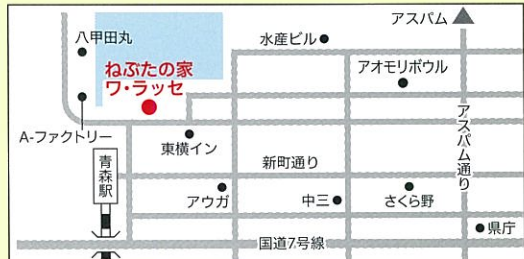 アスパム
八甲田丸
水産ビル
ねぶたの家
ワ・ラッセ
アオモリボウル
A-ファクトリー
東横イン
アスパム通り
青森駅
新町通り
アウガ
中三
さくら野
県庁
国道7号線